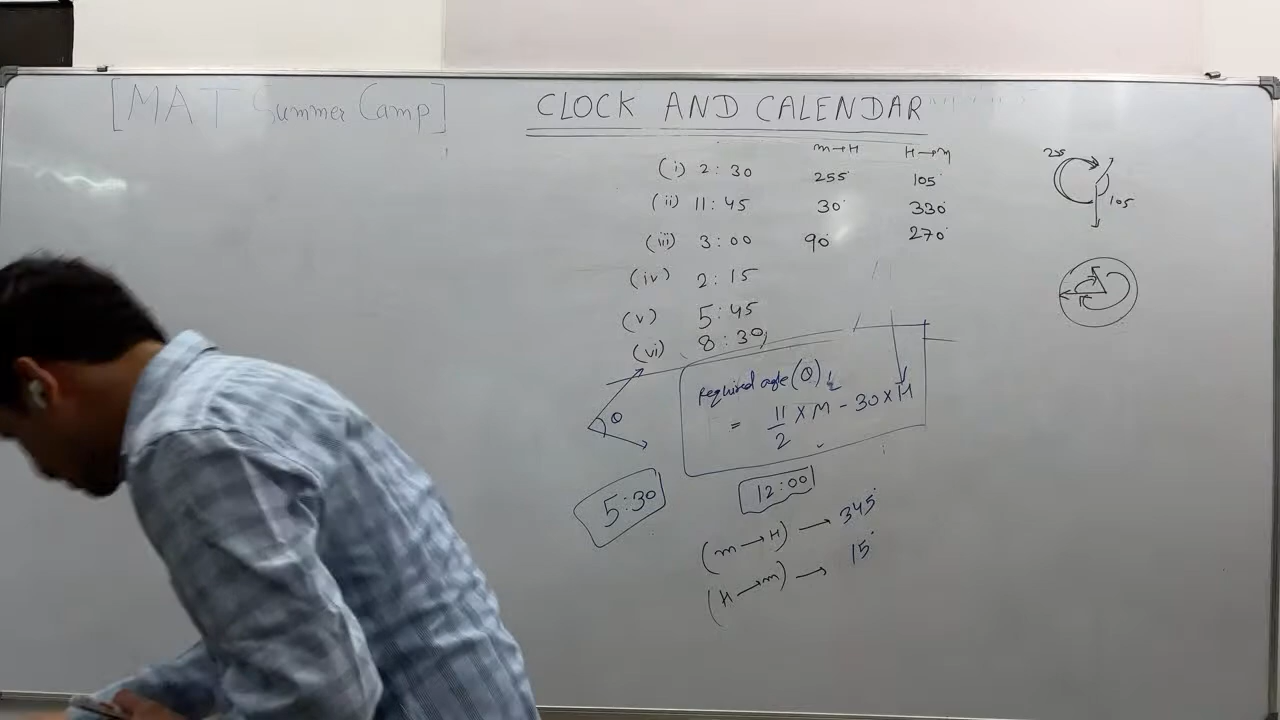 [MAT Summer Camp]
CLOCK AND CALENDAR
m→H H→m
(i) 2:30 255° 105°
(ii) 11:45 30° 330°
(iii) 3:00 90° 270°
(iv) 2:15
(v) 5:45
(vi) 8:30
255
105
Required agle (θ)
= 11/2 × M - 30 × H
θ
5:30
12:00
(m→H) → 345°
(H→m) → 15°